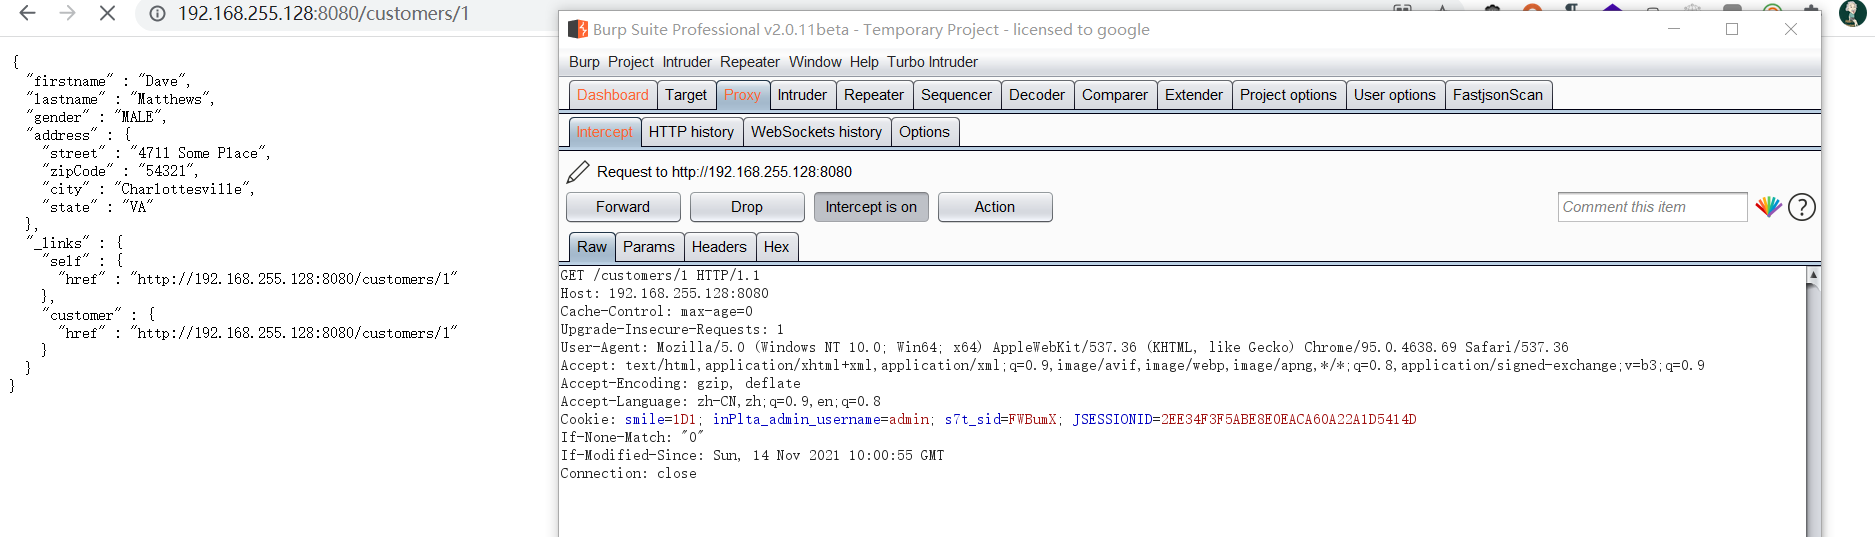 192.168.255.128:8080/customers/1
{
"firstname" : "Dave",
"lastname" : "Matthews",
"gender" : "MALE",
"address" : {
"street" : "4711 Some Place",
"zipCode" : "54321",
"city" : "Charlottesville",
"state" : "VA"
},
"_links" : {
"self" : {
"href" : "http://192.168.255.128:8080/customers/1"
},
"customer" : {
"href" : "http://192.168.255.128:8080/customers/1"
}
}
}
Burp Suite Professional v2.0.11beta - Temporary Project - licensed to google
Burp Project Intruder Repeater Window Help Turbo Intruder
Dashboard Target Proxy Intruder Repeater Sequencer Decoder Comparer Extender Project options User options FastjsonScan
Intercept HTTP history WebSockets history Options
Request to http://192.168.255.128:8080
Forward Drop Intercept is on Action Comment this item ?
Raw Params Headers Hex
GET /customers/1 HTTP/1.1
Host: 192.168.255.128:8080
Cache-Control: max-age=0
Upgrade-Insecure-Requests: 1
User-Agent: Mozilla/5.0 (Windows NT 10.0; Win64; x64) AppleWebKit/537.36 (KHTML, like Gecko) Chrome/95.0.4638.69 Safari/537.36
Accept: text/html,application/xhtml+xml,application/xml;q=0.9,image/avif,image/webp,image/apng,*/*;q=0.8,application/signed-exchange;v=b3;q=0.9
Accept-Encoding: gzip, deflate
Accept-Language: zh-CN,zh;q=0.9,en;q=0.8
Cookie: smile=1D1; inPlta_admin_username=admin; s7t_sid=FWBumX; JSESSIONID=2EE34F3F5ABE8E0EACA60A22A1D5414D
If-None-Match: "0"
If-Modified-Since: Sun, 14 Nov 2021 10:00:55 GMT
Connection: close